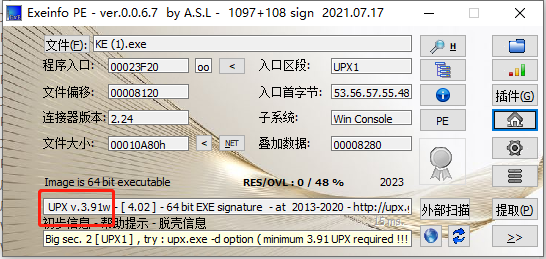 Exeinfo PE - ver.0.0.6.7 by A.S.L - 1097+108 sign 2021.07.17
文件(F): KE (1).exe H
程序入口: 00023F20 oo < 入口区段: UPX1
文件偏移: 00008120 入口首字节: 53.56.57.55.48 插件(G)
连接器版本: 2.24 子系统: Win Console PE
文件大小: 00010A80h < NET 叠加数据: 00008280
Image is 64 bit executable RES/OVL : 0 / 48 % 2023
UPX v.3.91w - [ 4.02 ] - 64 bit EXE signature - at 2013-2020 - http://upx. 外部扫描 提取(P)
初步信息 - 帮助提示 - 脱壳信息
Big sec. 2 [ UPX1 ] , try : upx.exe -d option ( minimum 3.91 UPX required !!! >>